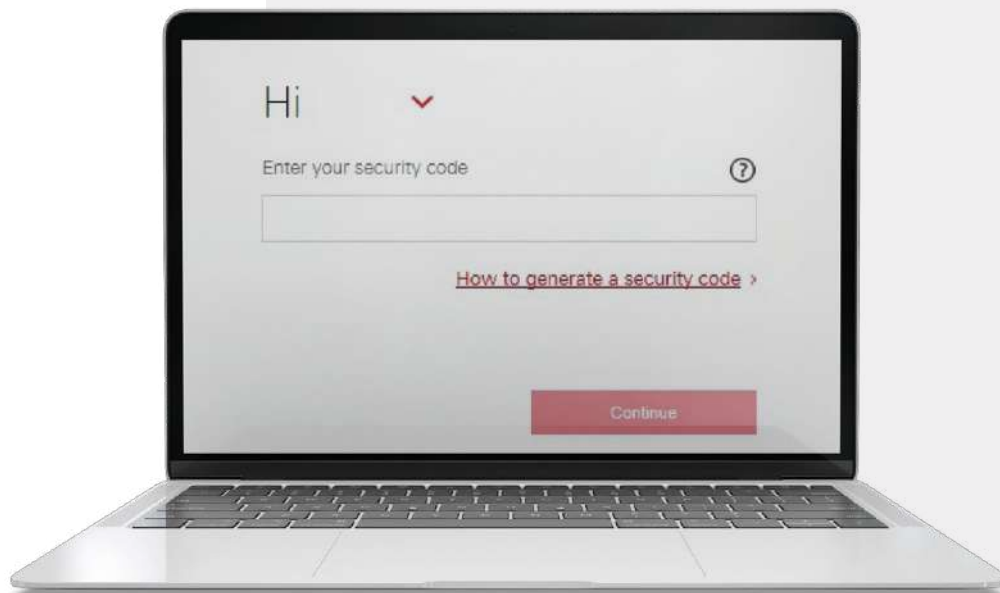 Hi
Enter your security code
How to generate a security code
Continue